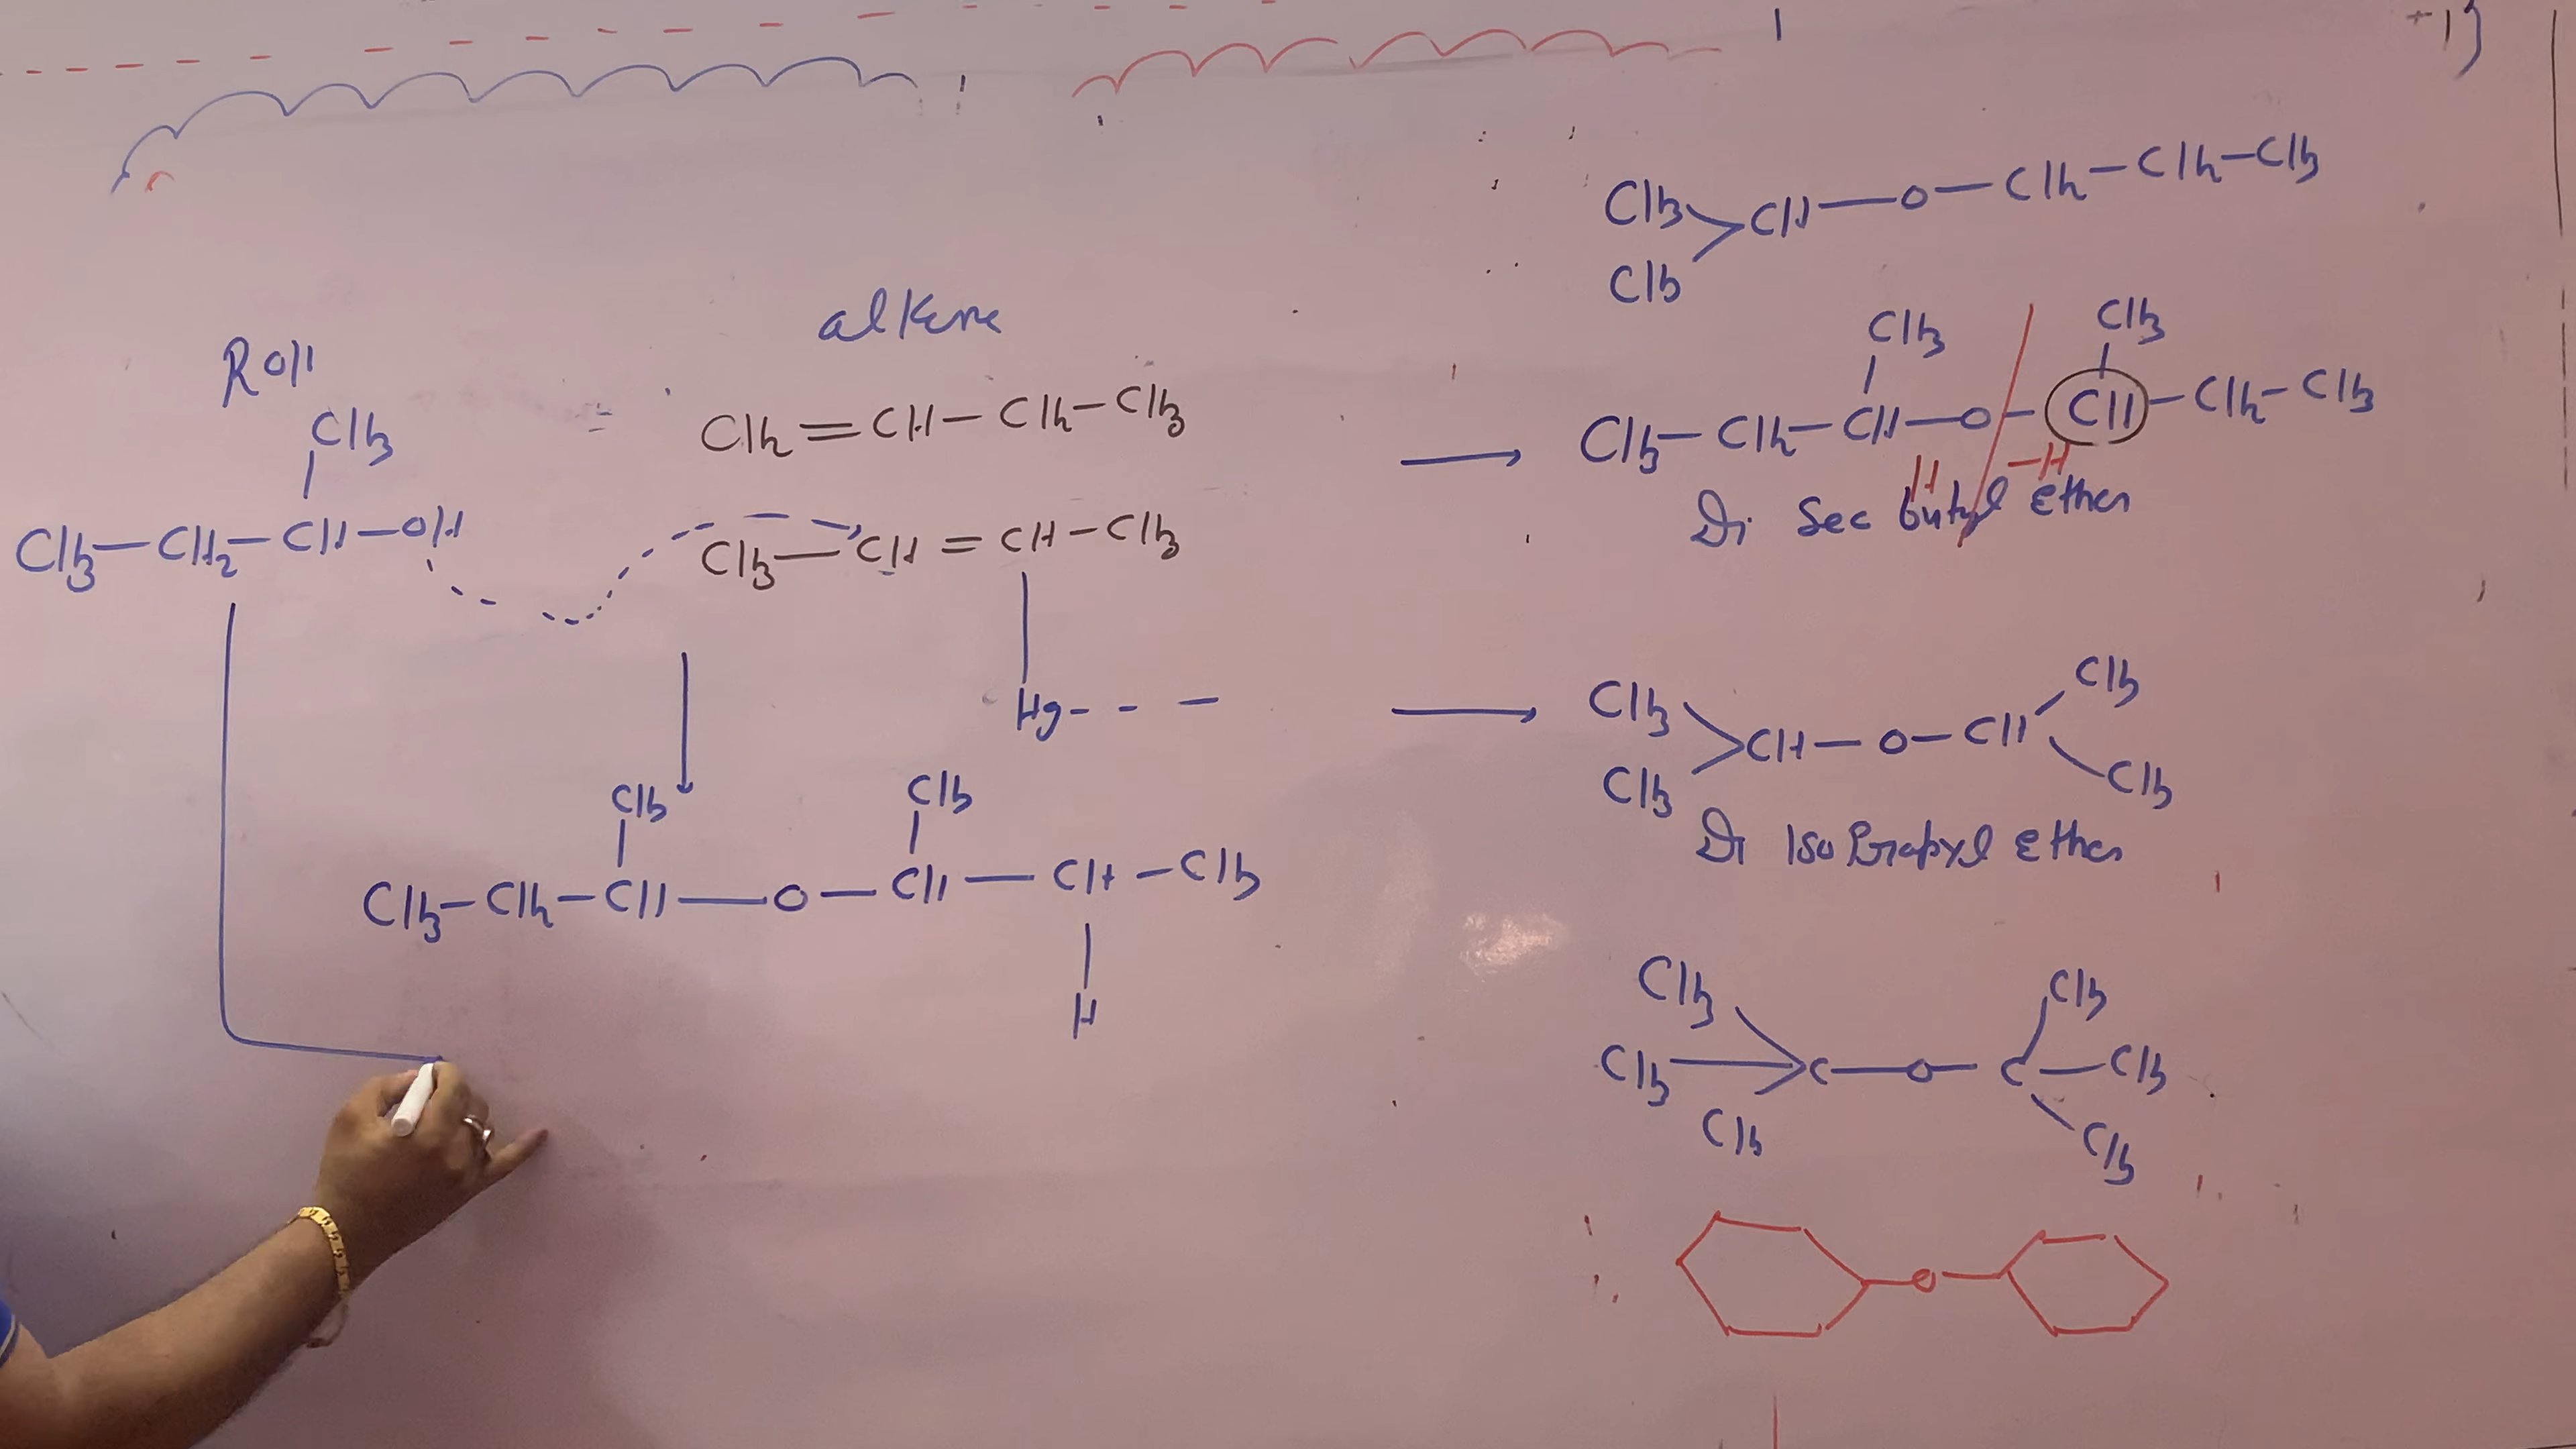 ROH
CH3
CH3—CH2—CH—OH
alkene
CH2=CH—CH2—CH3
CH3—CH=CH—CH3
Hg---
CH3 CH3
CH3—CH2—CH—O—CH—CH—CH3
H
CH3
CH—O—CH2—CH2—CH3
CH3
CH3 CH3
CH3—CH2—CH—O—CH—CH2—CH3
H —H
Di Sec butyl Ether
CH3 CH3
CH—O—CH
CH3 CH3
Di Iso Propyl Ether
CH3 CH3
CH3—C—O—C—CH3
CH3 CH3
O